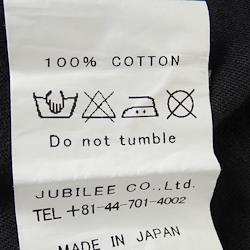 100% COTTON
Do not tumble
JUBILEE CO.,Ltd.
TEL +81-44-701-4002
MADE IN JAPAN